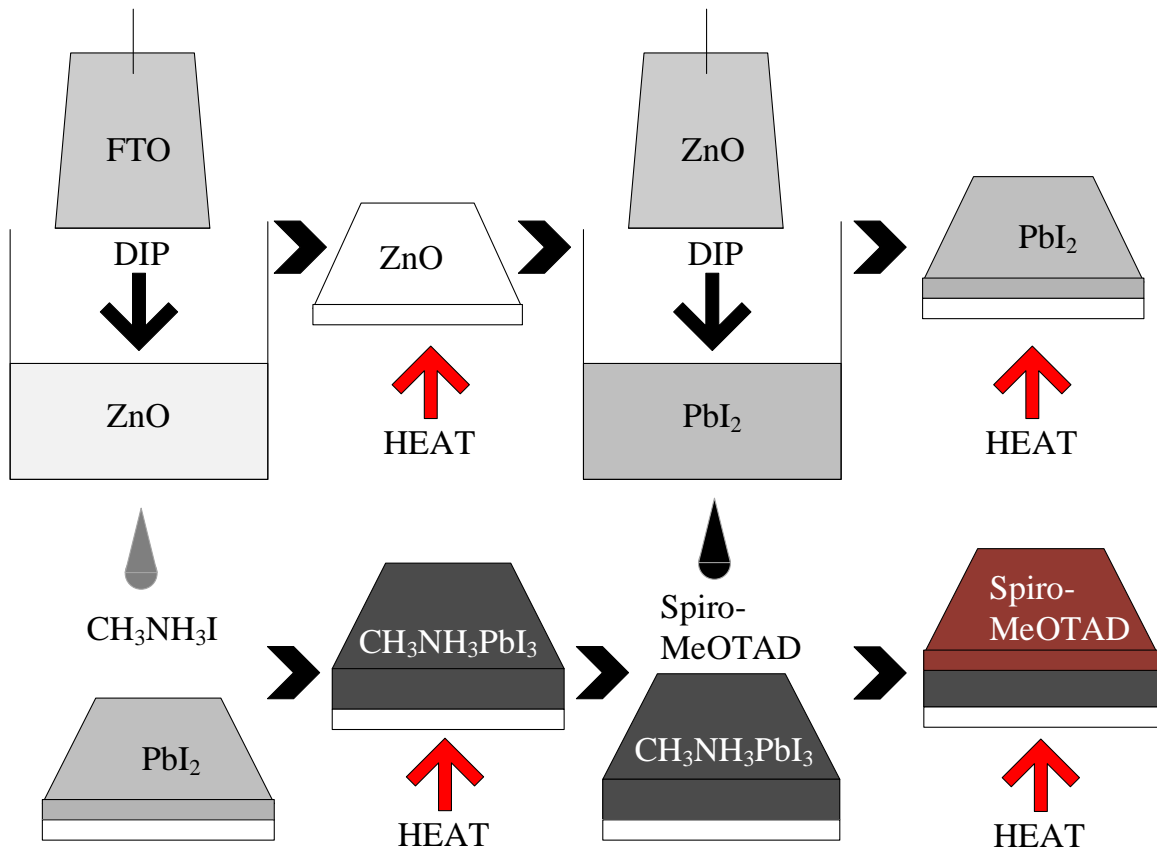 FTO
DIP
ZnO
ZnO
HEAT
ZnO
DIP
PbI₂
PbI₂
HEAT
CH₃NH₃I
PbI₂
CH₃NH₃PbI₃
HEAT
Spiro-
MeOTAD
CH₃NH₃PbI₃
Spiro-
MeOTAD
HEAT